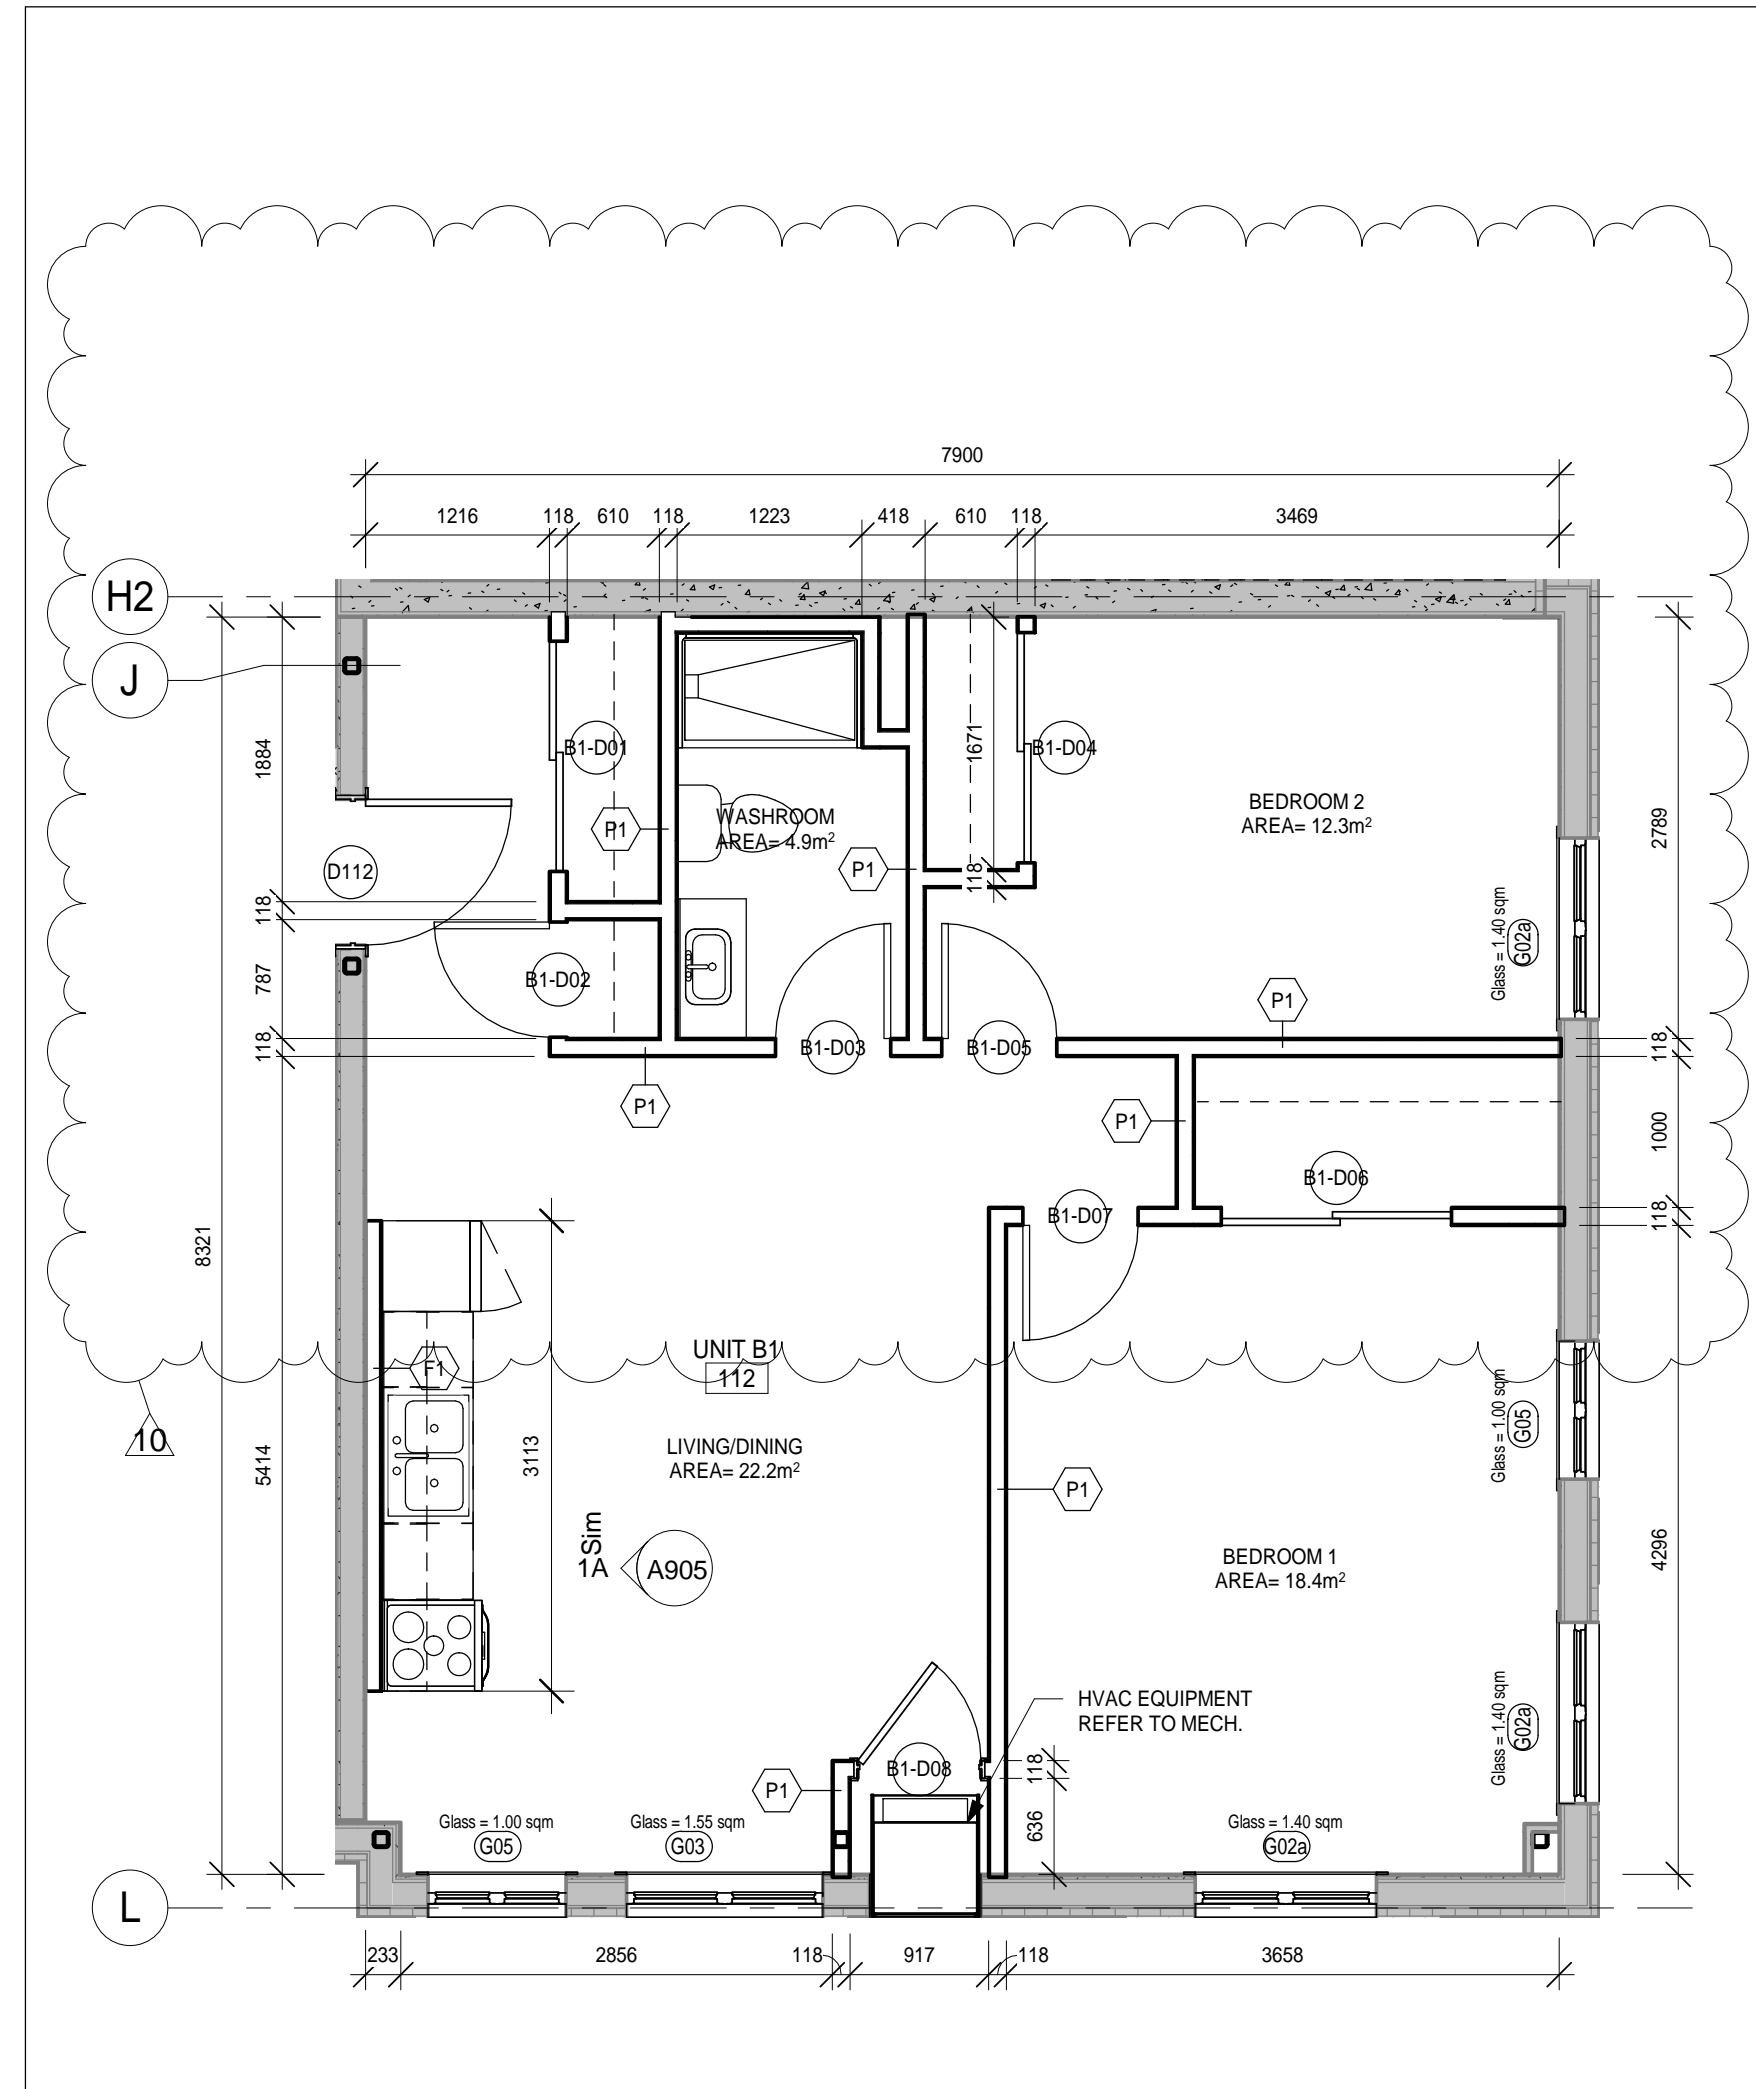 7900
1216 118 610 118 1223 418 610 118 3469
H2
J
1884
118
787
118
8321
5414
B1-D01
P1
WASHROOM
AREA= 4.9m²
P1
1671
118
B1-D04
BEDROOM 2
AREA= 12.3m²
2789
Glass = 1.40 sqm
G02a
D112
B1-D02
B1-D03
B1-D05
P1
P1
P1
118
1000
118
B1-D06
B1-D07
F1
UNIT B1
112
10
3113
LIVING/DINING
AREA= 22.2m²
P1
Glass = 1.00 sqm
G05
Sim
1A
A905
BEDROOM 1
AREA= 18.4m²
4296
HVAC EQUIPMENT
REFER TO MECH.
Glass = 1.40 sqm
G02a
B1-D08
118
636
P1
Glass = 1.00 sqm
G05
Glass = 1.55 sqm
G03
Glass = 1.40 sqm
G02a
L
233 2856 118 917 118 3658